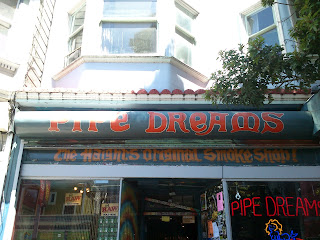 PIPE DREAMS
The Haight's Original Smoke Shop!
PIPE DREAMS